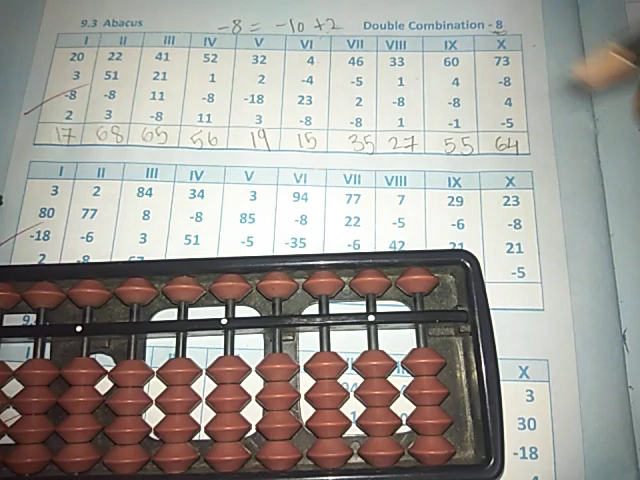 9.3 Abacus -8 = -10 +2 Double Combination - 8
I II III IV V VI VII VIII IX X
20 22 41 52 32 4 46 33 60 73
3 51 21 1 2 -4 -5 1 4 -8
-8 -8 11 -8 -18 23 2 -8 -8 4
2 3 -8 11 3 -8 -8 1 -1 -5
17 68 65 56 19 15 35 27 55 64
I II III IV V VI VII VIII IX X
3 2 84 34 3 94 77 7 29 23
80 77 8 -8 85 -8 22 -5 -6 -8
-18 -6 3 51 -5 -35 -6 42 21 21
2 -8 -5
X
3
30
-18